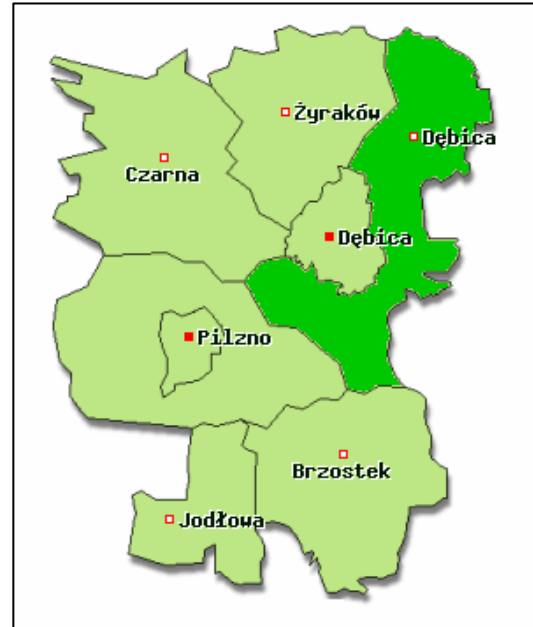 Żyraków
Dębica
Czarna
Dębica
Pilzno
Brzostek
Jodłowa